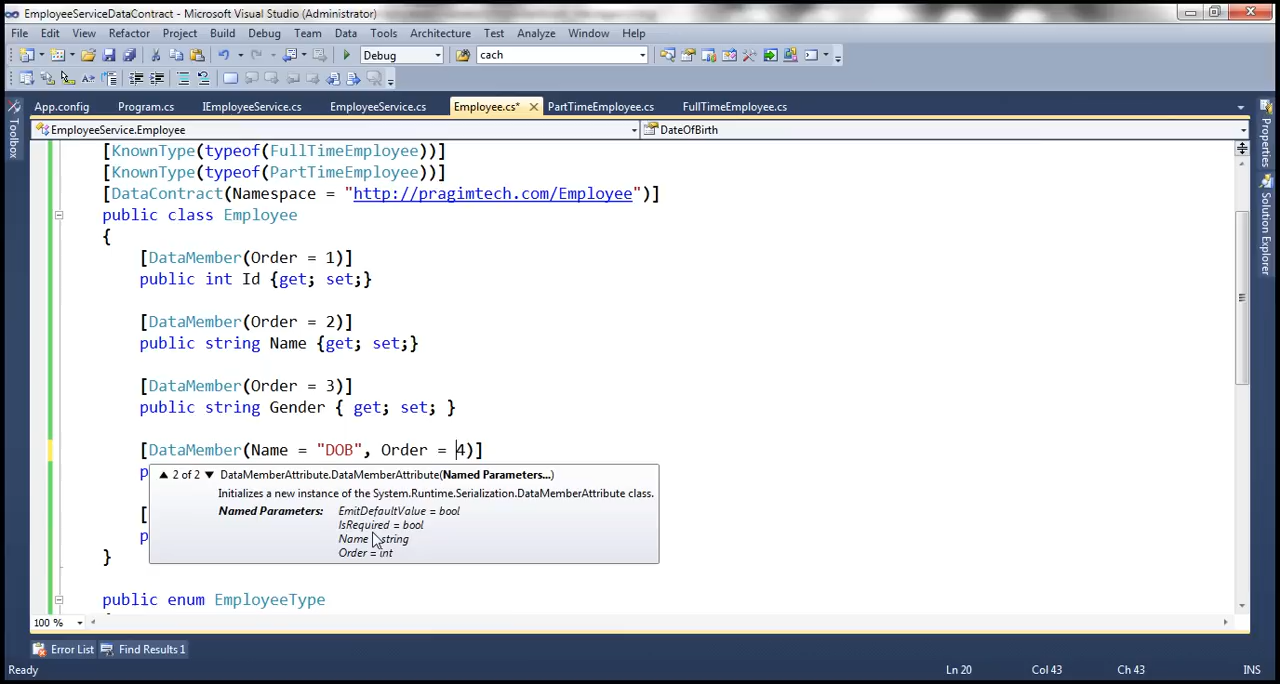 EmployeeServiceDataContract - Microsoft Visual Studio (Administrator)
File Edit View Refactor Project Build Debug Team Data Tools Architecture Test Analyze Window Help
Debug cach
App.config Program.cs IEmployeeService.cs EmployeeService.cs Employee.cs* PartTimeEmployee.cs FullTimeEmployee.cs
EmployeeService.Employee DateOfBirth
Toolbox
Properties
Solution Explorer
[KnownType(typeof(FullTimeEmployee))]
[KnownType(typeof(PartTimeEmployee))]
[DataContract(Namespace = "http://pragimtech.com/Employee")]
public class Employee
{
[DataMember(Order = 1)]
public int Id {get; set;}
[DataMember(Order = 2)]
public string Name {get; set;}
[DataMember(Order = 3)]
public string Gender { get; set; }
[DataMember(Name = "DOB", Order = 4)]
p
2 of 2 DataMemberAttribute.DataMemberAttribute(Named Parameters...)
Initializes a new instance of the System.Runtime.Serialization.DataMemberAttribute class.
[
Named Parameters: EmitDefaultValue = bool
IsRequired = bool
p
Name = string
Order = int
}
public enum EmployeeType
100 %
Error List Find Results 1
Ready Ln 20 Col 43 Ch 43 INS